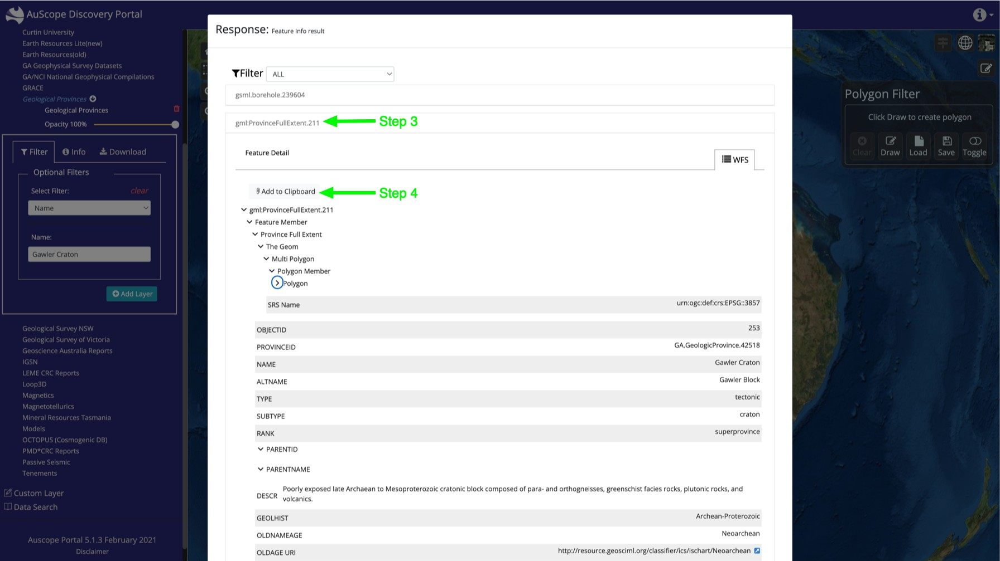 AuScope Discovery Portal
Curtin University
Earth Resources Lite(new)
Earth Resources(old)
GA Geophysical Survey Datasets
GA/NCI National Geophysical Compilations
GRACE
Geological Provinces
Geological Provinces
Opacity 100%
Filter Info Download
Optional Filters
Select Filter: clear
Name
Name:
Gawler Craton
Add Layer
Geological Survey NSW
Geological Survey of Victoria
Geoscience Australia Reports
IGSN
LEME CRC Reports
Loop3D
Magnetics
Magnetotellurics
Mineral Resources Tasmania
Models
OCTOPUS (Cosmogenic DB)
PMD*CRC Reports
Passive Seismic
Tenements
Custom Layer
Data Search
Auscope Portal 5.1.3 February 2021
Disclaimer
Response: Feature Info result
Filter ALL
gsml.borehole.239604
gml:ProvinceFullExtent.211 Step 3
Feature Detail
WFS
Add to Clipboard Step 4
gml:ProvinceFullExtent.211
Feature Member
Province Full Extent
The Geom
Multi Polygon
Polygon Member
Polygon
SRS Name urn:ogc:def:crs:EPSG::3857
OBJECTID 253
PROVINCEID GA.GeologicProvince.42518
NAME Gawler Craton
ALTNAME Gawler Block
TYPE tectonic
SUBTYPE craton
RANK superprovince
PARENTID
PARENTNAME
DESCR Poorly exposed late Archaean to Mesoproterozoic cratonic block composed of para- and orthogneisses, greenschist facies rocks, plutonic rocks, and
volcanics.
GEOLHIST Archean-Proterozoic
OLDNAMEAGE Neoarchean
OLDAGE URI http://resource.geosciml.org/classifier/ics/ischart/Neoarchean
Polygon Filter
Click Draw to create polygon
Clear Draw Load Save Toggle